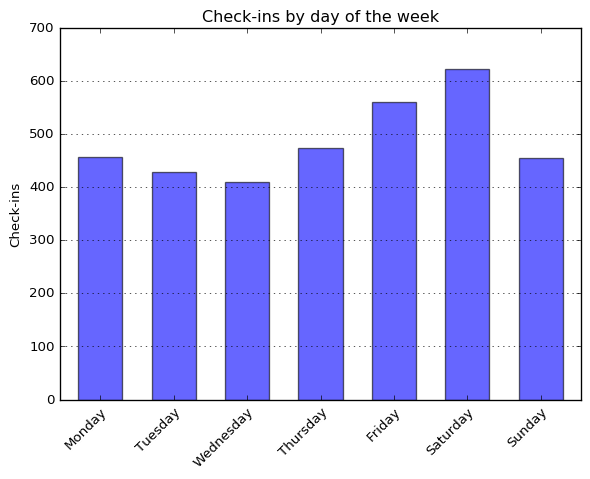 Check-ins by day of the week
700
600
500
400
300
200
100
0
Check-ins
Monday
Tuesday
Wednesday
Thursday
Friday
Saturday
Sunday